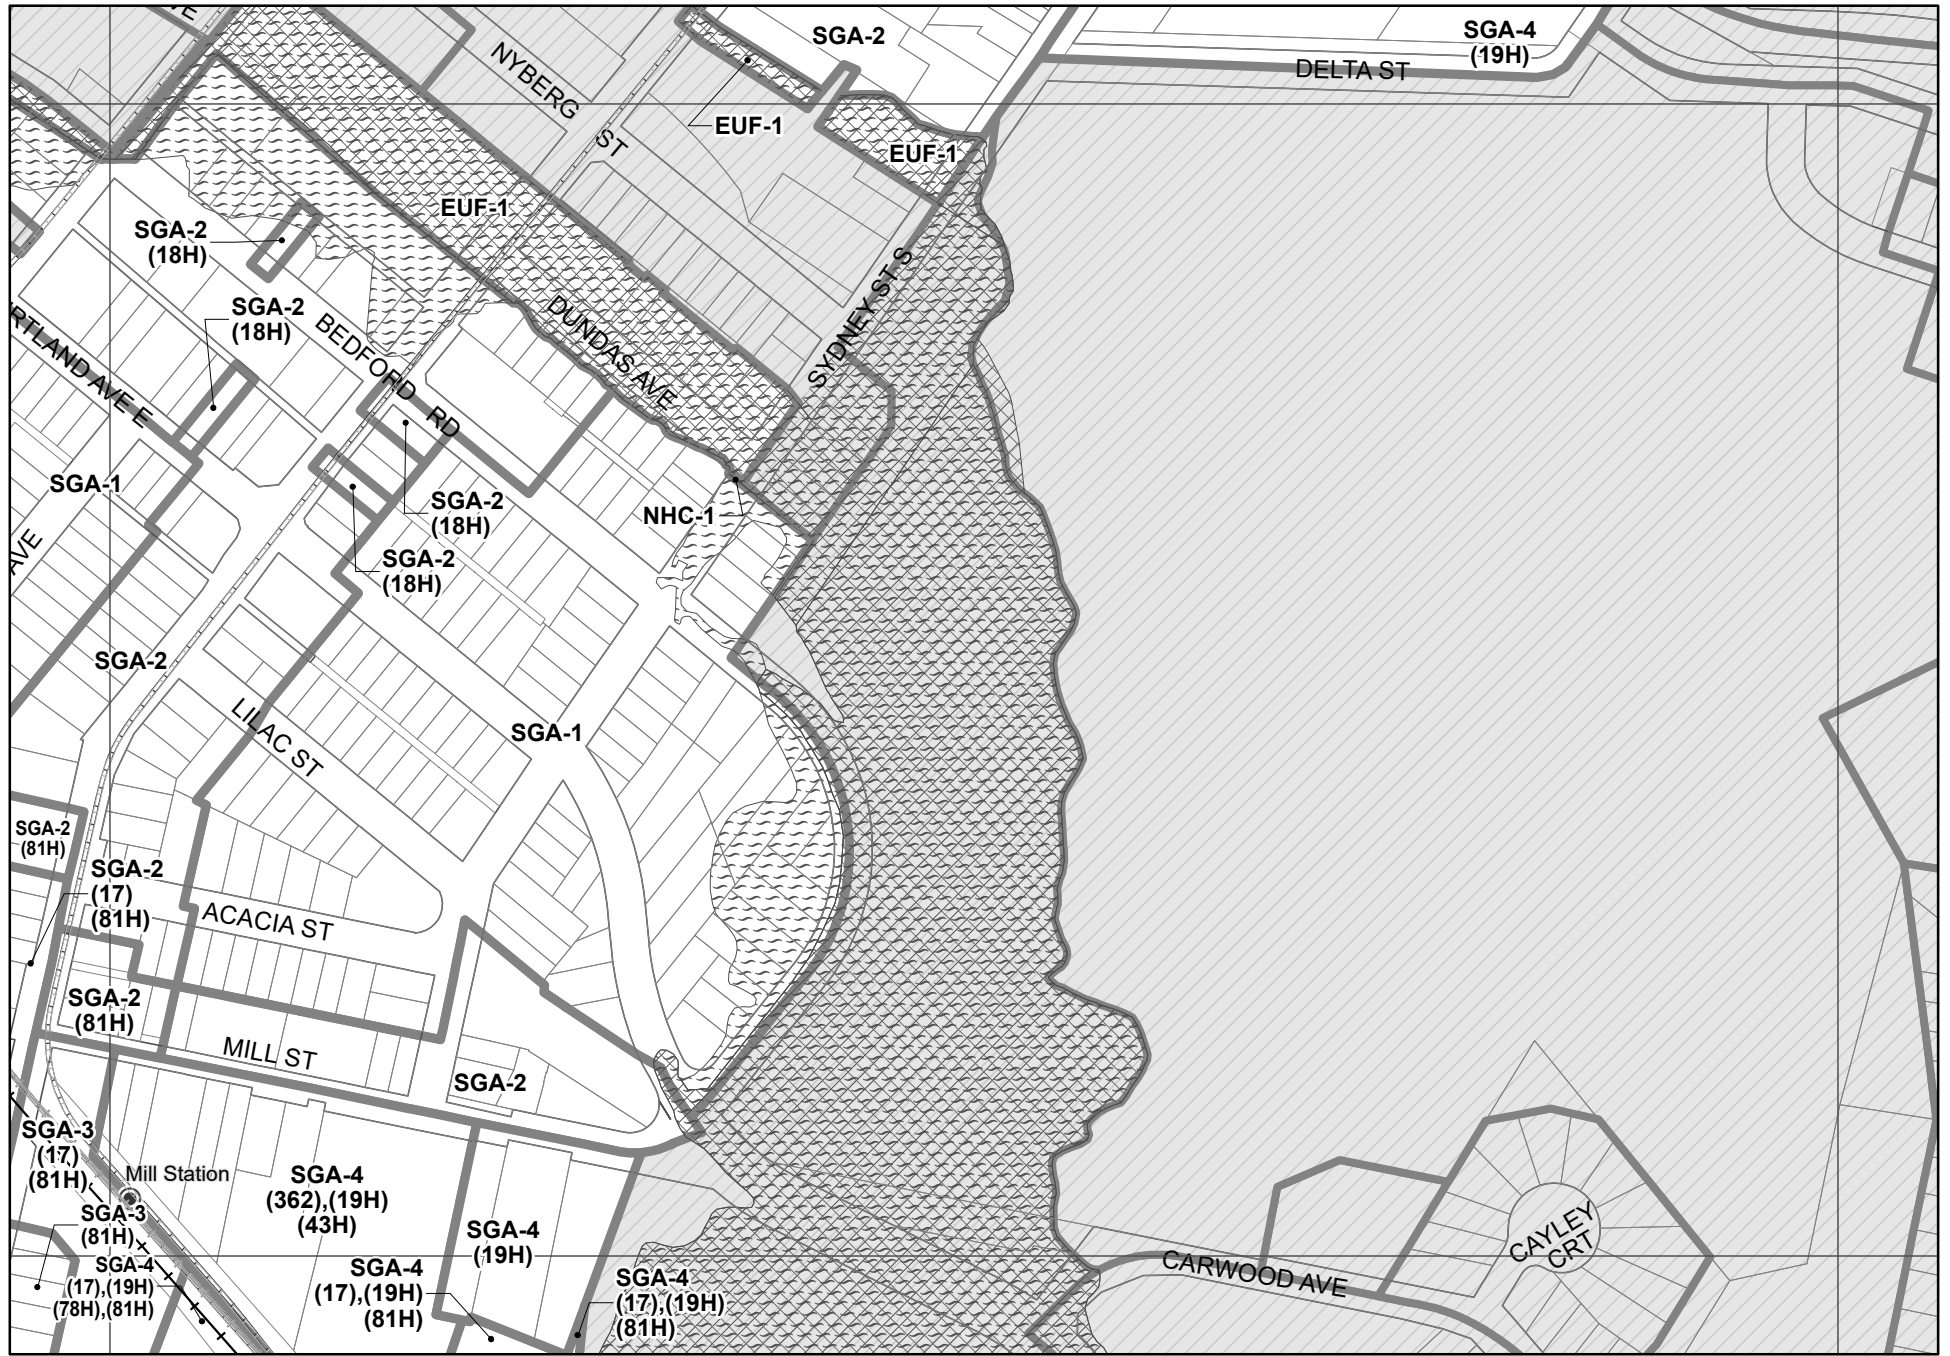 VE
NYBERG ST
SGA-2
SGA-4
(19H)
DELTA ST
EUF-1
EUF-1
EUF-1
SGA-2
(18H)
SGA-2
(18H)
RTLAND AVE E
BEDFORD RD
DUNDAS AVE
SYDNEY ST S
SGA-1
AVE
SGA-2
(18H)
SGA-2
(18H)
NHC-1
SGA-2
LILAC ST
SGA-1
SGA-2
(81H)
SGA-2
(17)
(81H)
ACACIA ST
SGA-2
(81H)
MILL ST
SGA-2
SGA-3
(17)
(81H)
Mill Station
SGA-3
(81H)
SGA-4
(17),(19H)
(78H),(81H)
SGA-4
(362),(19H)
(43H)
SGA-4
(19H)
SGA-4
(17),(19H)
(81H)
SGA-4
(17),(19H)
(81H)
CARWOOD AVE
CAYLEY
CRT